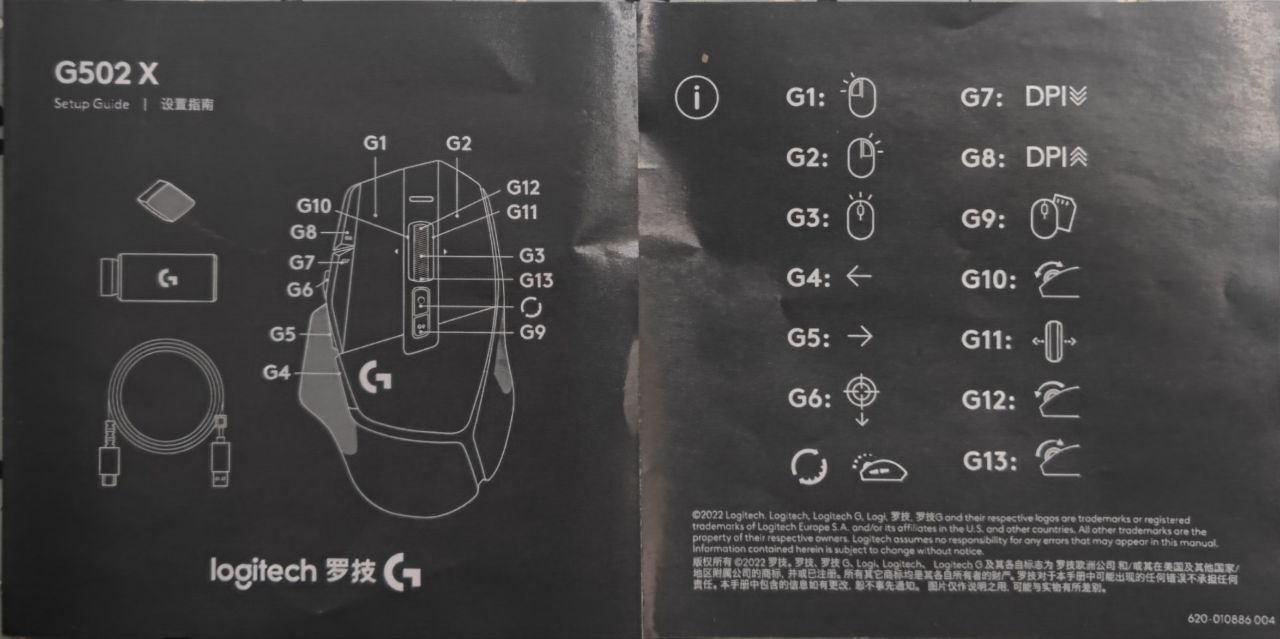 G502 X
Setup Guide | 设置指南
G1
G2
G12
G10
G11
G8
G3
G7
G13
G6
G5
G9
G4
logitech 罗技 G
G1:
G7: DPI
G2:
G8: DPI
G3:
G9:
G4:
G10:
G5:
G11:
G6:
G12:
G13:
©2022 Logitech. Logitech, Logitech G, Logi, 罗技, 罗技G and their respective logos are trademarks or registered
trademarks of Logitech Europe S.A. and/or its affiliates in the U.S. and other countries. All other trademarks are the
property of their respective owners. Logitech assumes no responsibility for any errors that may appear in this manual.
Information contained herein is subject to change without notice.
版权所有 ©2022 罗技。罗技、罗技 G、Logi、Logitech、 Logitech G 及其各自标志为 罗技欧洲公司 和/或其在美国及其他国家/
地区附属公司的商标，并或已注册。所有其它商标均是其各自所有者的财产。罗技对于本手册中可能出现的任何错误不承担任何
责任。本手册中包含的信息如有更改，恕不事先通知。 图片仅作说明之用，可能与实物有所差别。
620-010886 004